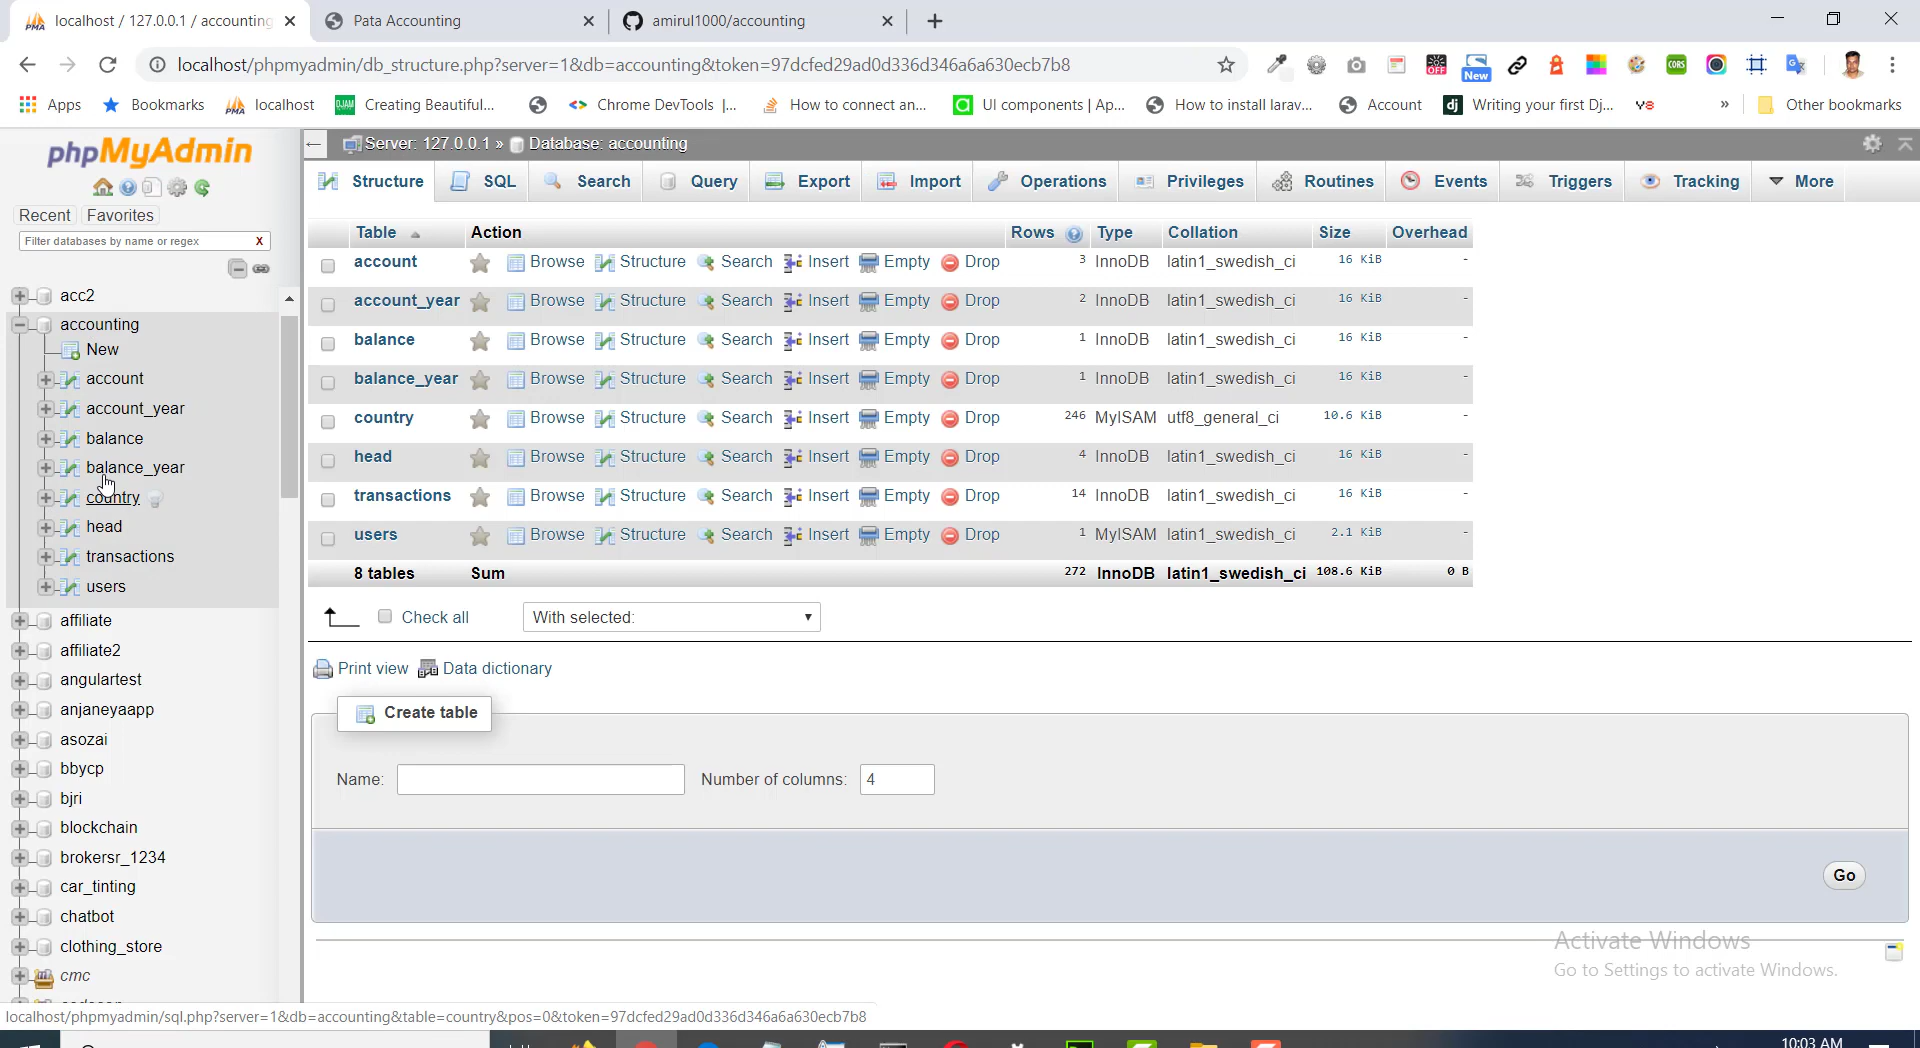 localhost / 127.0.0.1 / accounting
Pata Accounting
amirul1000/accounting
localhost/phpmyadmin/db_structure.php?server=1&db=accounting&token=97dcfed29ad0d336d346a6a630ecb7b8
OFF
New
CORS
Apps
Bookmarks
localhost
Creating Beautiful...
Chrome DevTools |...
How to connect an...
UI components | Ap...
How to install larav...
Account
dj
Writing your first Dj...
Y8
»
Other bookmarks
phpMyAdmin
Recent
Favorites
Filter databases by name or regex
X
acc2
accounting
New
account
account_year
balance
balance_year
country
head
transactions
users
affiliate
affiliate2
angulartest
anjaneyaapp
asozai
bbycp
bjri
blockchain
brokersr_1234
car_tinting
chatbot
clothing_store
cmc
Server: 127.0.0.1 » Database: accounting
Structure SQL Search Query Export Import Operations Privileges Routines Events Triggers Tracking More
Table Action Rows Type Collation Size Overhead
account Browse Structure Search Insert Empty Drop 3 InnoDB latin1_swedish_ci 16 KiB -
account_year Browse Structure Search Insert Empty Drop 2 InnoDB latin1_swedish_ci 16 KiB -
balance Browse Structure Search Insert Empty Drop 1 InnoDB latin1_swedish_ci 16 KiB -
balance_year Browse Structure Search Insert Empty Drop 1 InnoDB latin1_swedish_ci 16 KiB -
country Browse Structure Search Insert Empty Drop 246 MyISAM utf8_general_ci 10.6 KiB -
head Browse Structure Search Insert Empty Drop 4 InnoDB latin1_swedish_ci 16 KiB -
transactions Browse Structure Search Insert Empty Drop 14 InnoDB latin1_swedish_ci 16 KiB -
users Browse Structure Search Insert Empty Drop 1 MyISAM latin1_swedish_ci 2.1 KiB -
8 tables Sum 272 InnoDB latin1_swedish_ci 108.6 KiB 0 B
Check all
With selected:
Print view
Data dictionary
Create table
Name:
Number of columns: 4
Go
Activate Windows
Go to Settings to activate Windows.
localhost/phpmyadmin/sql.php?server=1&db=accounting&table=country&pos=0&token=97dcfed29ad0d336d346a6a630ecb7b8
10:03 AM